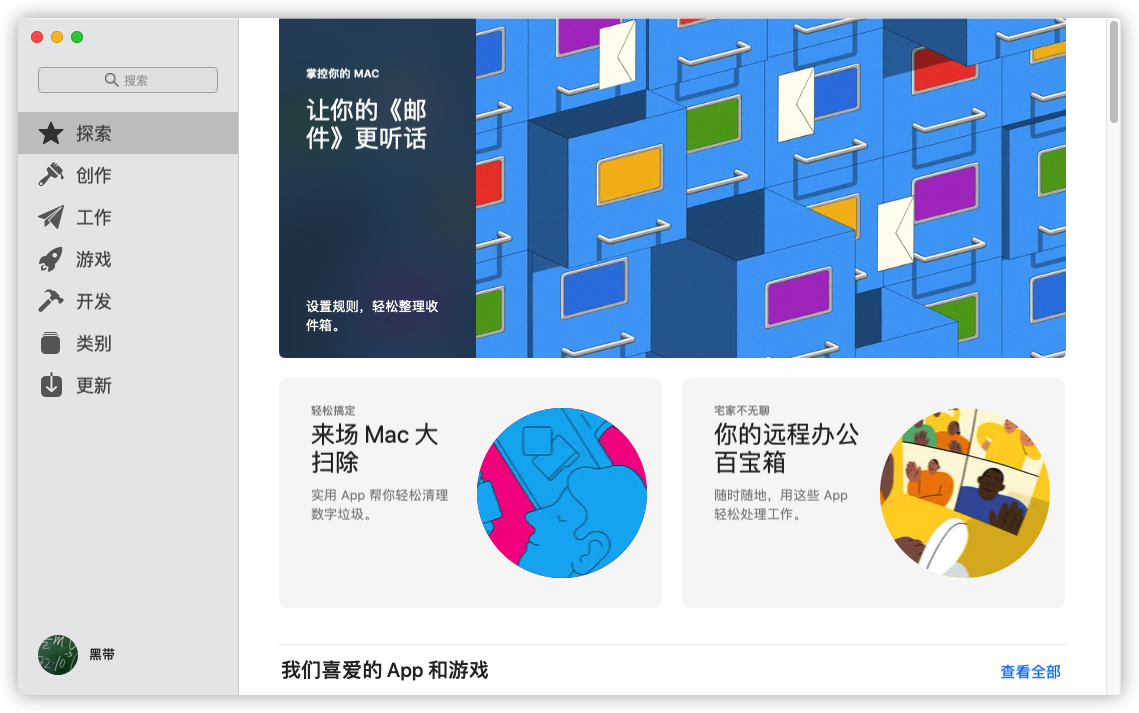 搜索
探索
创作
工作
游戏
开发
类别
更新
黑带
掌控你的 MAC
让你的《邮
件》更听话
设置规则，轻松整理收
件箱。
轻松搞定
来场 Mac 大
扫除
实用 App 帮你轻松清理
数字垃圾。
宅家不无聊
你的远程办公
百宝箱
随时随地，用这些 App
轻松处理工作。
我们喜爱的 App 和游戏
查看全部